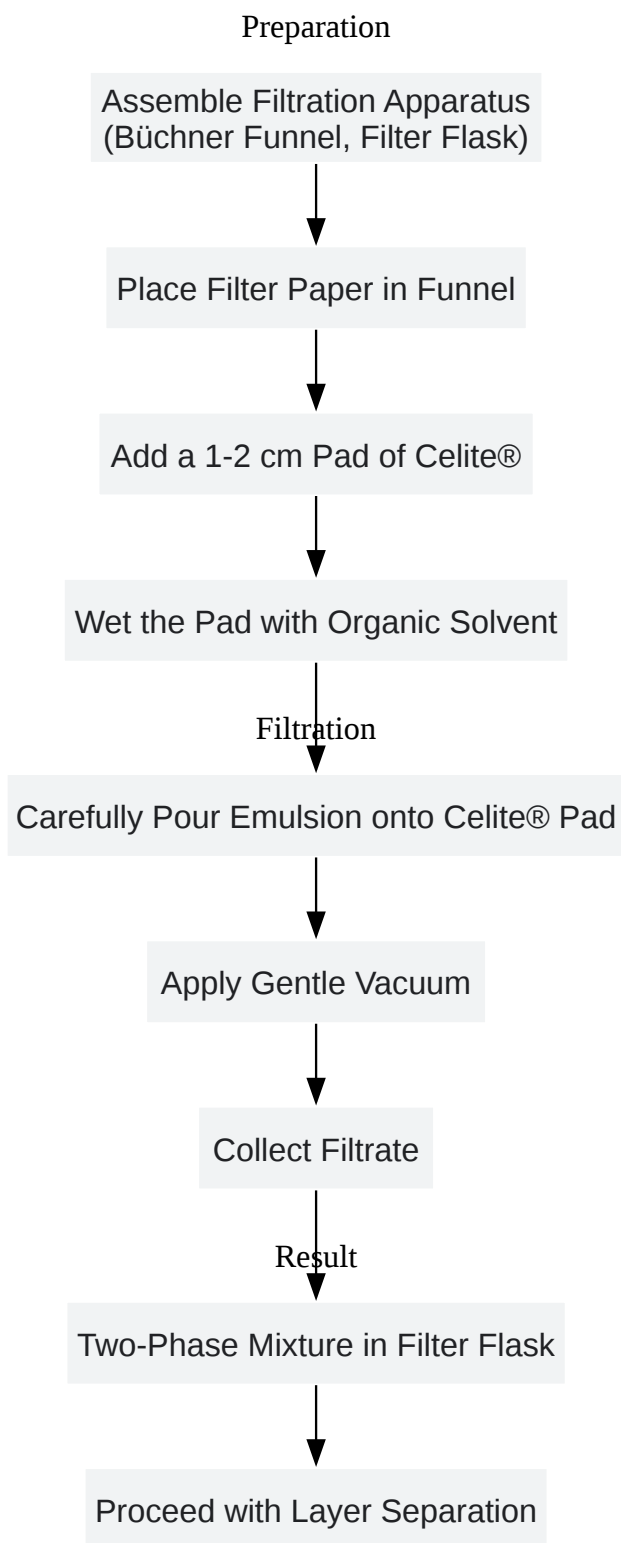 Preparation
Assemble Filtration Apparatus
(Büchner Funnel, Filter Flask)
Place Filter Paper in Funnel
Add a 1-2 cm Pad of Celite®
Wet the Pad with Organic Solvent
Filtration
Carefully Pour Emulsion onto Celite® Pad
Apply Gentle Vacuum
Collect Filtrate
Result
Two-Phase Mixture in Filter Flask
Proceed with Layer Separation